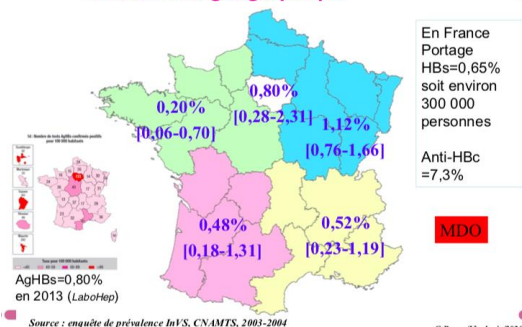 En France
Portage
HBs=0,65%
soit environ
300 000
personnes
Anti-HBc
=7,3%
MDO
0,80%
[0,28-2,31]
0,20%
[0,06-0,70]
1,12%
[0,76-1,66]
0,48%
[0,18-1,31]
0,52%
[0,23-1,19]
AgHBs=0,80%
en 2013 (LaboHep)
Source : enquête de prévalence InVS, CNAMTS, 2003-2004